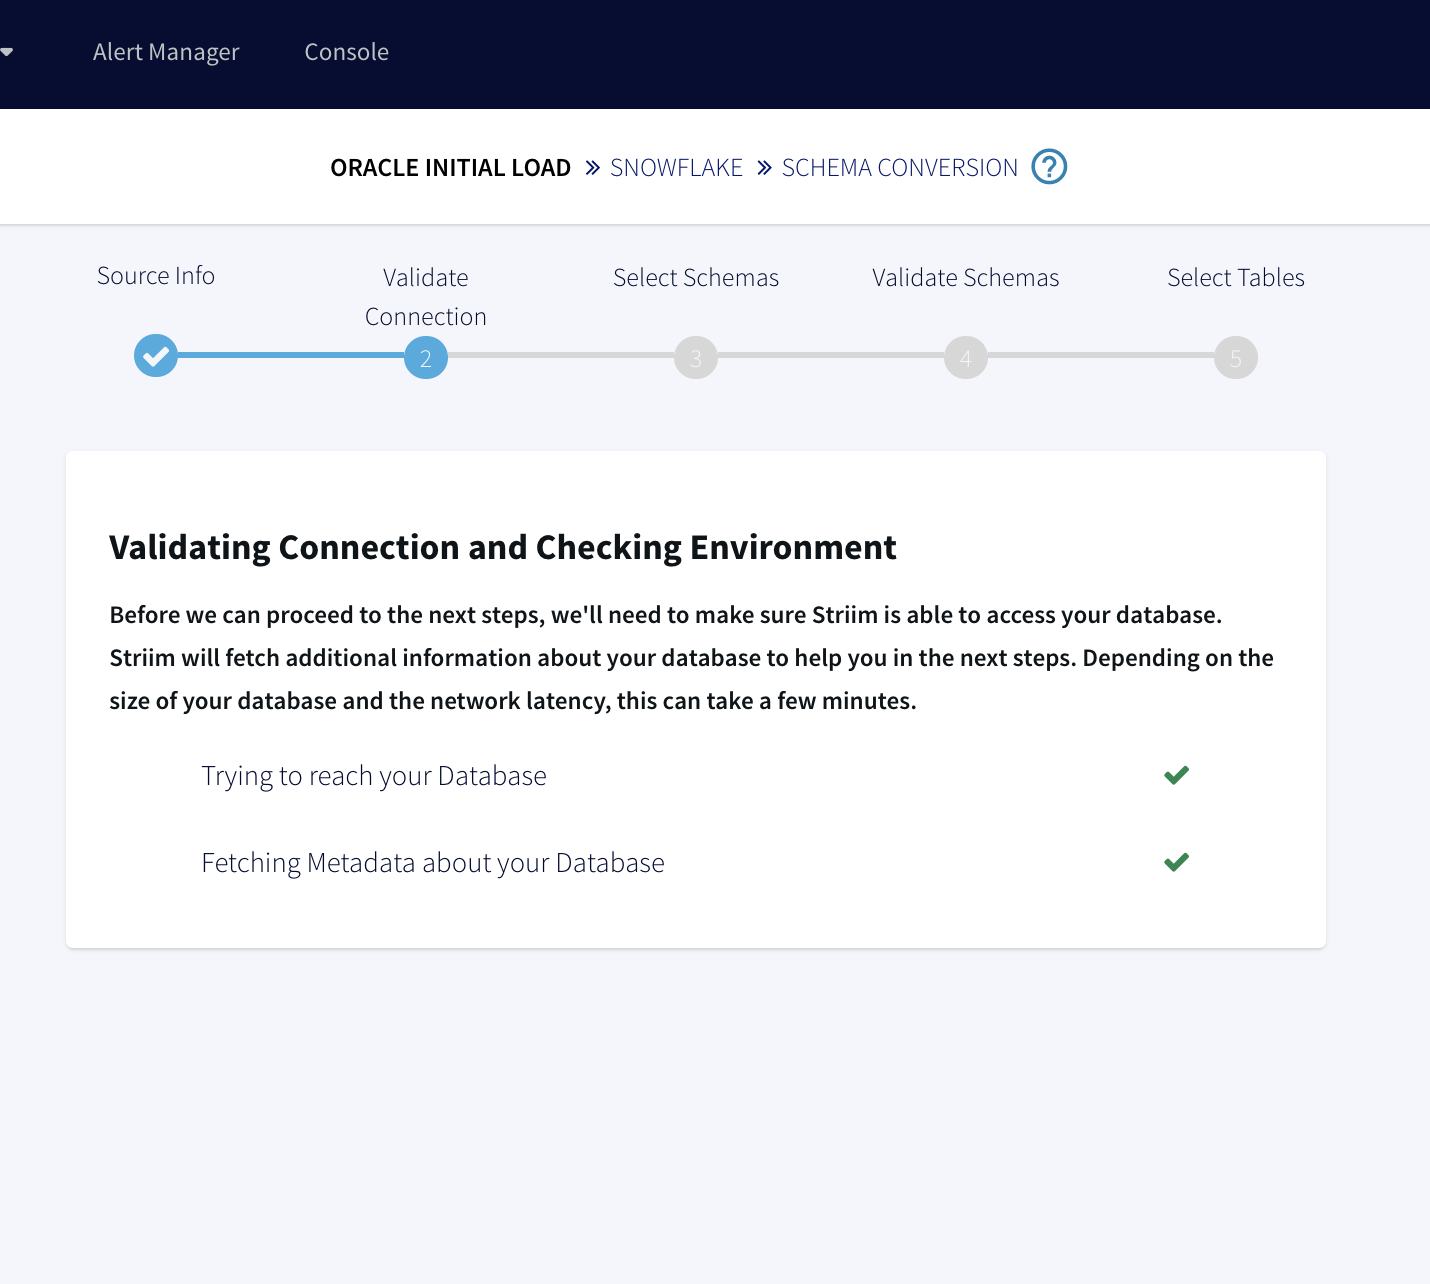 Alert Manager Console
ORACLE INITIAL LOAD » SNOWFLAKE » SCHEMA CONVERSION ?
Source Info
Validate
Connection
Select Schemas
Validate Schemas
Select Tables
2
3
4
5
Validating Connection and Checking Environment
Before we can proceed to the next steps, we'll need to make sure Striim is able to access your database.
Striim will fetch additional information about your database to help you in the next steps. Depending on the
size of your database and the network latency, this can take a few minutes.
Trying to reach your Database
Fetching Metadata about your Database